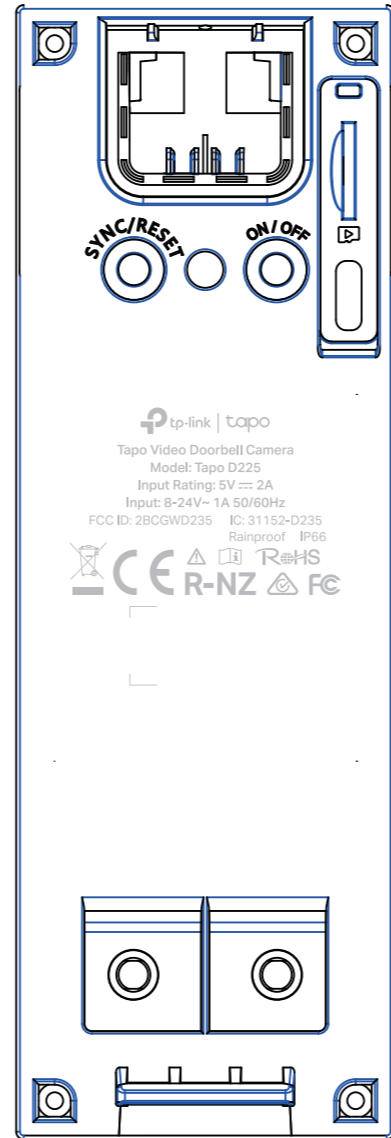 SYNC/RESET
ON/OFF
tp-link | tapo
Tapo Video Doorbell Camera
Model: Tapo D225
Input Rating: 5V ⎓ 2A
Input: 8-24V~ 1A 50/60Hz
FCC ID: 2BCGWD235 IC: 31152-D235
Rainproof IP66
CE RoHS
R-NZ FC